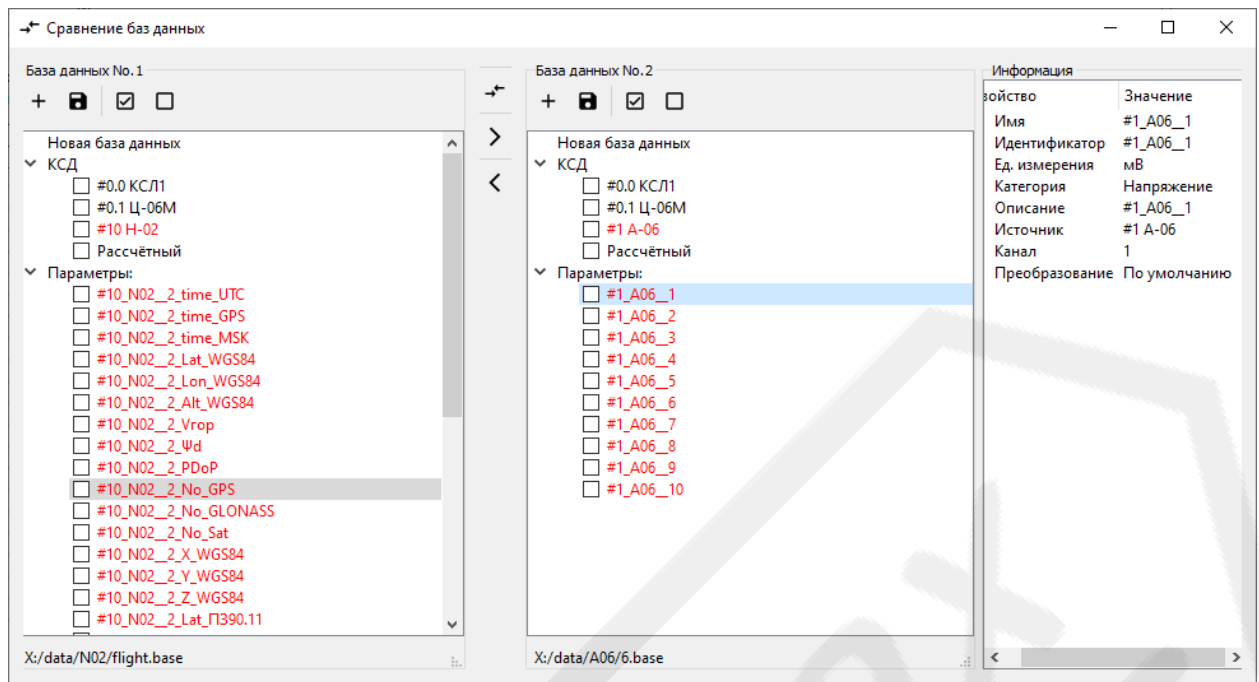 Сравнение баз данных
База данных No.1
Новая база данных
КСД
#0.0 КСЛ1
#0.1 Ц-06М
#10 Н-02
Рассчётный
Параметры:
#10_N02__2_time_UTC
#10_N02__2_time_GPS
#10_N02__2_time_MSK
#10_N02__2_Lat_WGS84
#10_N02__2_Lon_WGS84
#10_N02__2_Alt_WGS84
#10_N02__2_Vгор
#10_N02__2_Ψd
#10_N02__2_PDoP
#10_N02__2_No_GPS
#10_N02__2_No_GLONASS
#10_N02__2_No_Sat
#10_N02__2_X_WGS84
#10_N02__2_Y_WGS84
#10_N02__2_Z_WGS84
#10_N02__2_Lat_П390.11
X:/data/N02/flight.base
База данных No.2
Новая база данных
КСД
#0.0 КСЛ1
#0.1 Ц-06М
#1 А-06
Рассчётный
Параметры:
#1_A06__1
#1_A06__2
#1_A06__3
#1_A06__4
#1_A06__5
#1_A06__6
#1_A06__7
#1_A06__8
#1_A06__9
#1_A06__10
X:/data/A06/6.base
Информация
войство Значение
Имя #1_A06__1
Идентификатор #1_A06__1
Ед. измерения мВ
Категория Напряжение
Описание #1_A06__1
Источник #1 А-06
Канал 1
Преобразование По умолчанию